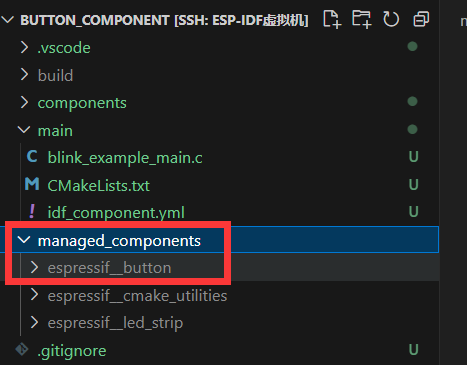 BUTTON_COMPONENT [SSH: ESP-IDF虚拟机]
.vscode
build
components
main
C blink_example_main.c U
M CMakeLists.txt U
! idf_component.yml U
managed_components
espressif__button
espressif__cmake_utilities
espressif__led_strip
.gitignore U